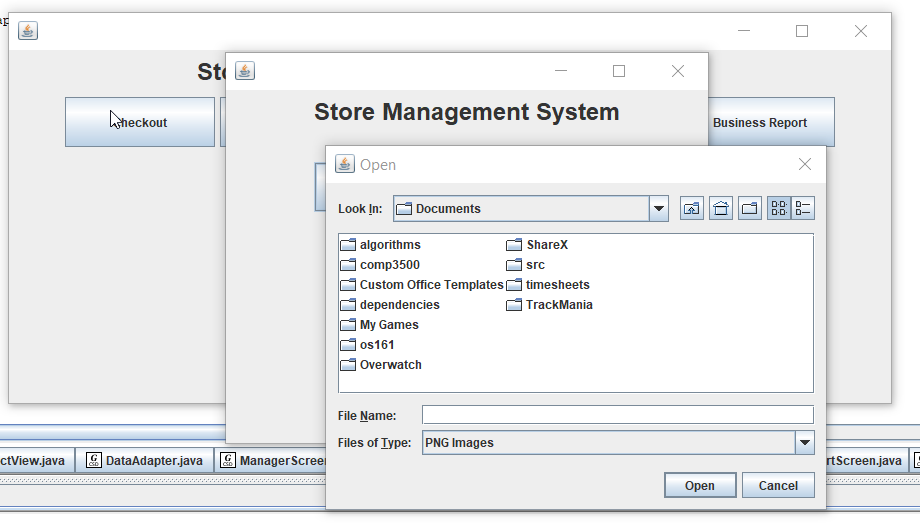 ap
Sto
Checkout
Business Report
Store Management System
Open
Look In:
Documents
algorithms
ShareX
comp3500
src
Custom Office Templates
timesheets
dependencies
TrackMania
My Games
os161
Overwatch
File Name:
Files of Type:
PNG Images
Open
Cancel
ctView.java
DataAdapter.java
ManagerScreen
rtScreen.java